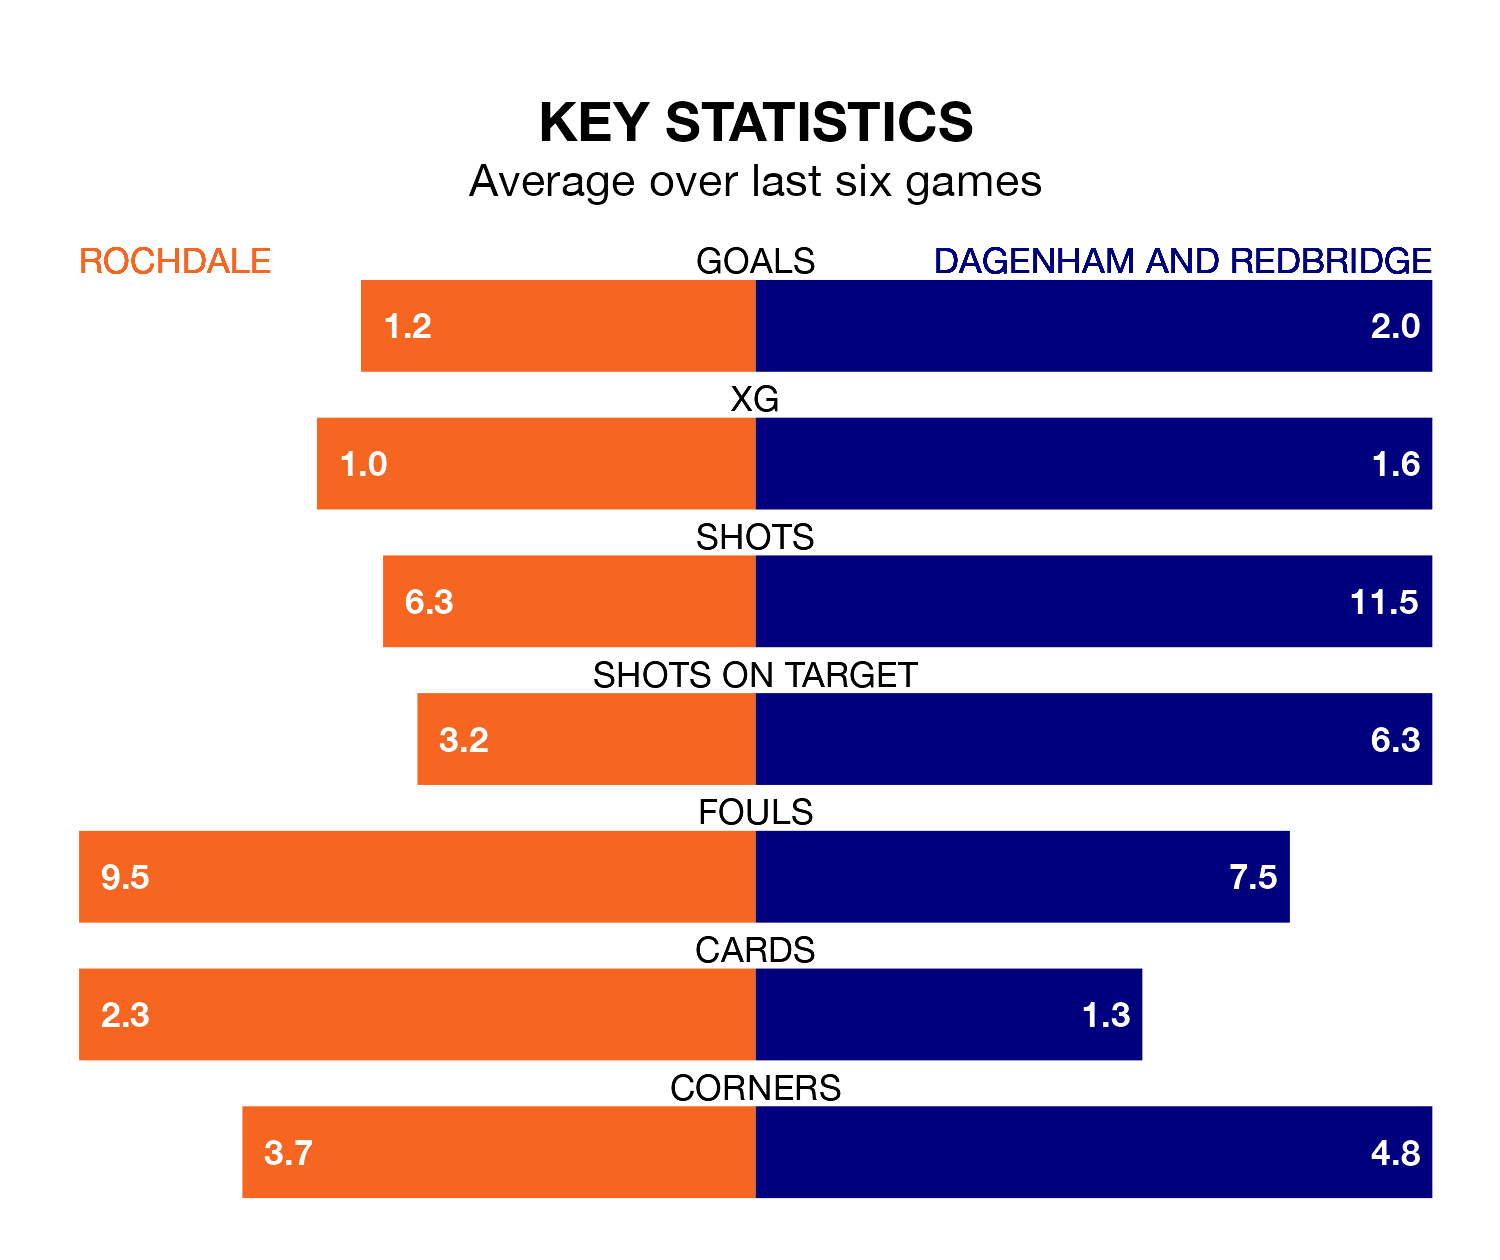 KEY STATISTICS
Average over last six games
ROCHDALE GOALS DAGENHAM AND REDBRIDGE
1.2 2.0
XG
1.0 1.6
SHOTS
6.3 11.5
SHOTS ON TARGET
3.2 6.3
FOULS
9.5 7.5
CARDS
2.3 1.3
CORNERS
3.7 4.8